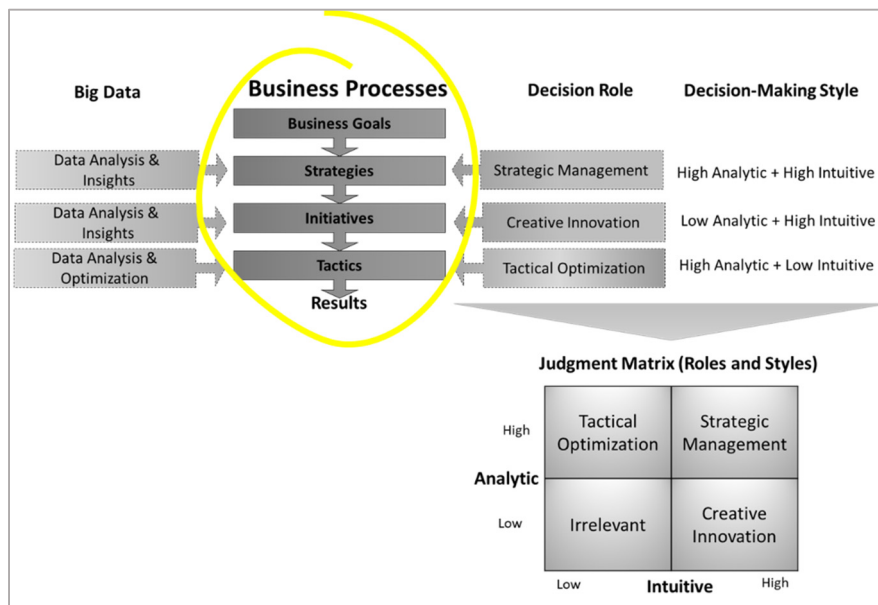 Big Data
Business Processes
Decision Role
Decision-Making Style
Business Goals
Data Analysis &
Insights
Strategies
Strategic Management
High Analytic + High Intuitive
Data Analysis &
Insights
Initiatives
Creative Innovation
Low Analytic + High Intuitive
Data Analysis &
Optimization
Tactics
Tactical Optimization
High Analytic + Low Intuitive
Results
Judgment Matrix (Roles and Styles)
High
Tactical
Optimization
Strategic
Management
Analytic
Low
Irrelevant
Creative
Innovation
Low
Intuitive
High